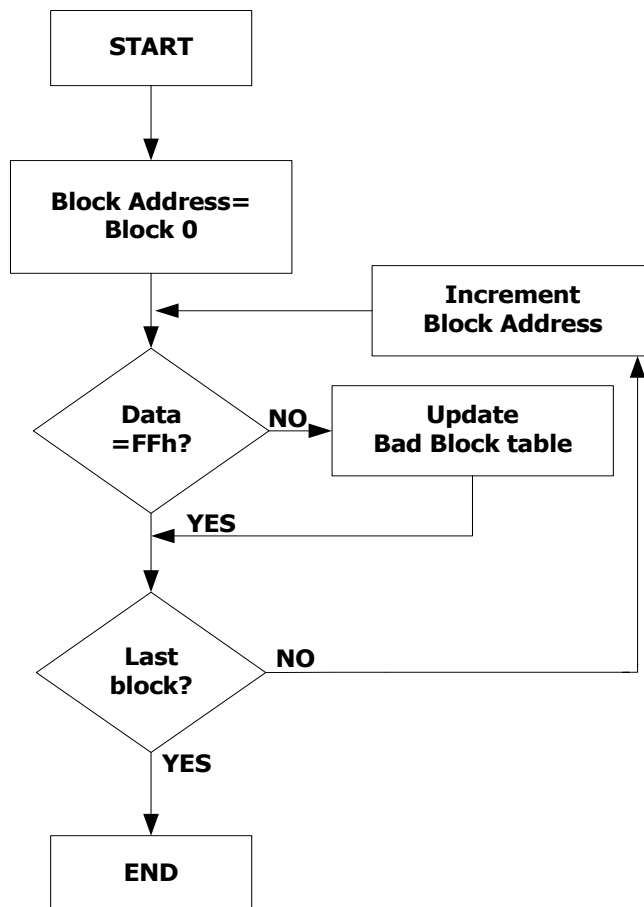 START
Block Address=
Block 0
Increment
Block Address
Data
=FFh?
NO
Update
Bad Block table
YES
Last
block?
NO
YES
END